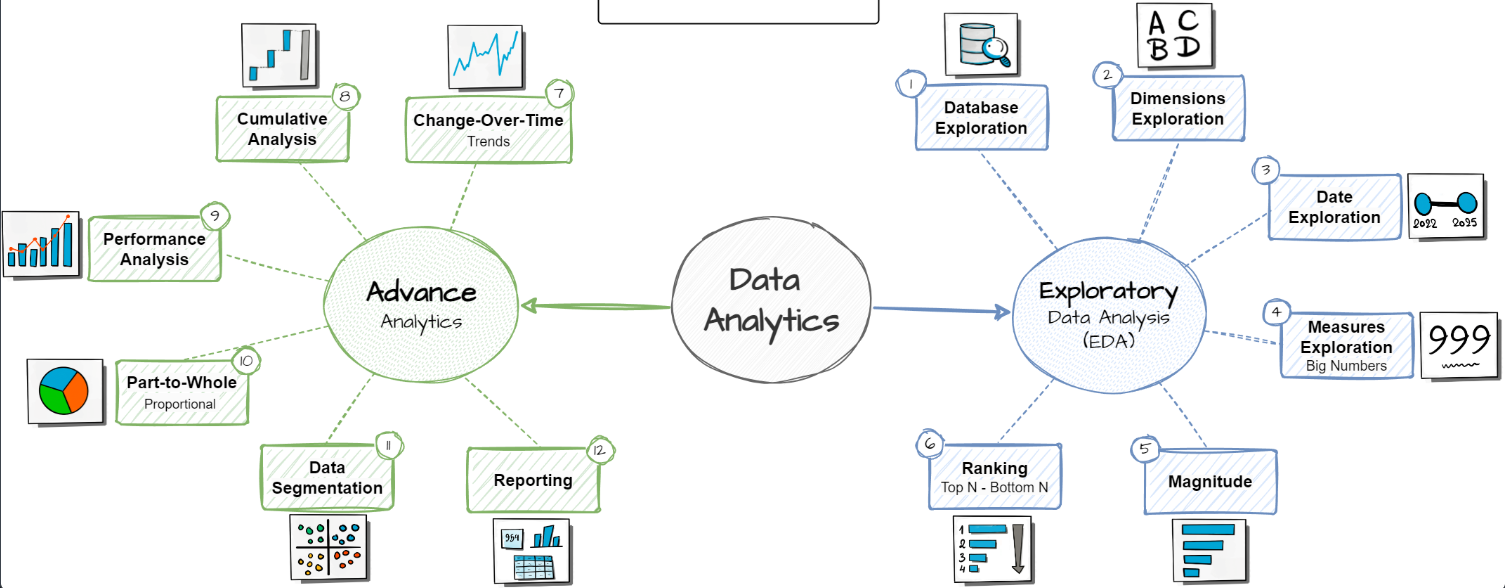 Data
Analytics
Exploratory
Data Analysis
(EDA)
1
Database
Exploration
2
Dimensions
Exploration
A C
B D
3
Date
Exploration
2022 2025
4
Measures
Exploration
Big Numbers
999
5
Magnitude
6
Ranking
Top N - Bottom N
1
2
3
4
Advance
Analytics
7
Change-Over-Time
Trends
8
Cumulative
Analysis
9
Performance
Analysis
10
Part-to-Whole
Proportional
11
Data
Segmentation
12
Reporting